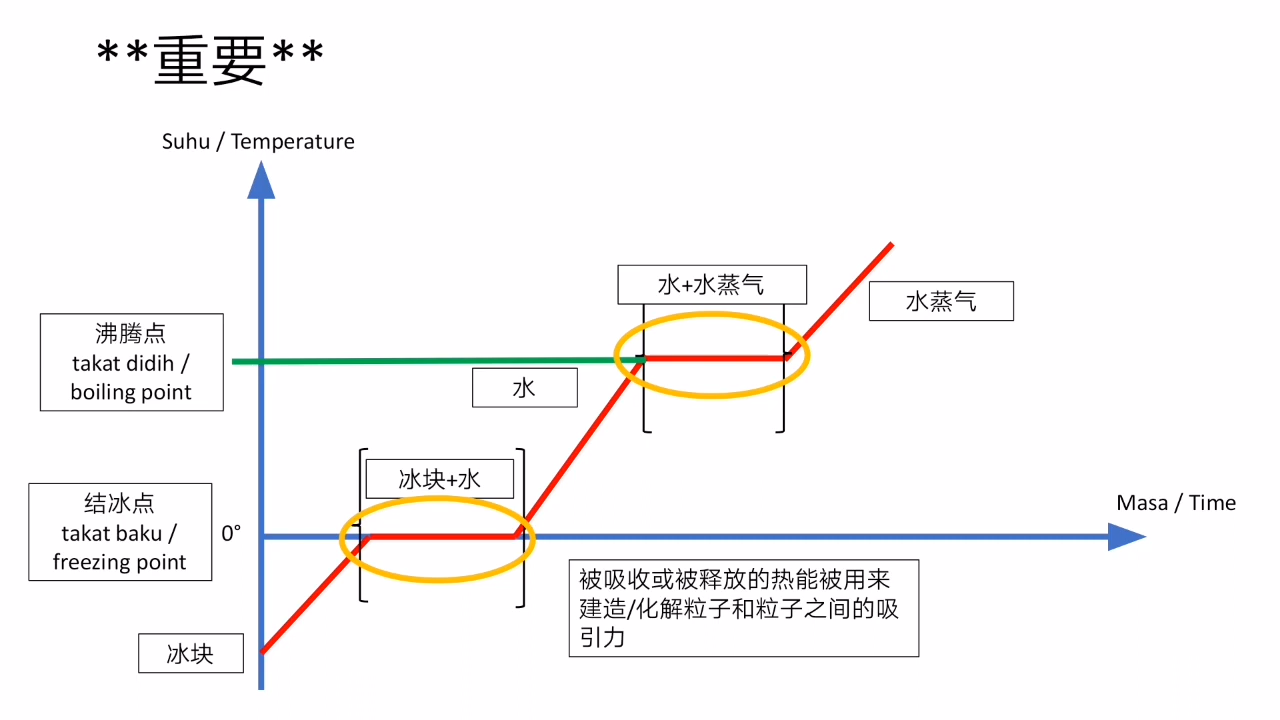 **重要**
Suhu / Temperature
水+水蒸气
水蒸气
沸腾点
takat didih /
boiling point
水
冰块+水
结冰点
takat baku /
freezing point
0°
Masa / Time
被吸收或被释放的热能被用来
建造/化解粒子和粒子之间的吸
引力
冰块